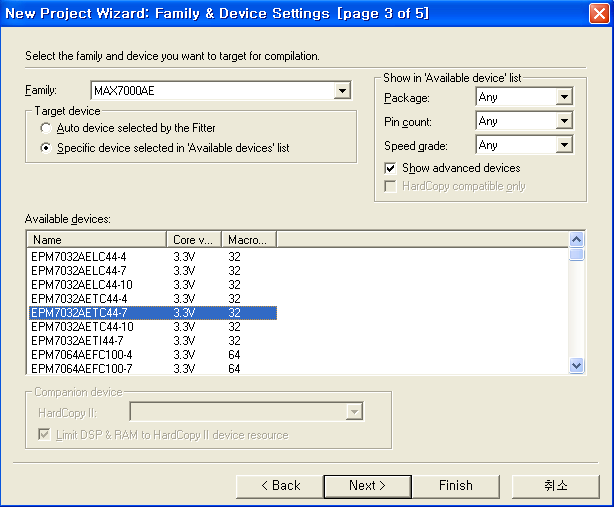 New Project Wizard: Family & Device Settings [page 3 of 5]
Select the family and device you want to target for compilation.
Family: MAX7000AE
Target device
Auto device selected by the Fitter
Specific device selected in 'Available devices' list
Show in 'Available device' list
Package: Any
Pin count: Any
Speed grade: Any
Show advanced devices
HardCopy compatible only
Available devices:
Name Core v... Macro...
EPM7032AELC44-4 3.3V 32
EPM7032AELC44-7 3.3V 32
EPM7032AELC44-10 3.3V 32
EPM7032AETC44-4 3.3V 32
EPM7032AETC44-7 3.3V 32
EPM7032AETC44-10 3.3V 32
EPM7032AETI44-7 3.3V 32
EPM7064AEFC100-4 3.3V 64
EPM7064AEFC100-7 3.3V 64
Companion device
HardCopy II:
Limit DSP & RAM to HardCopy II device resource
< Back Next > Finish 취소